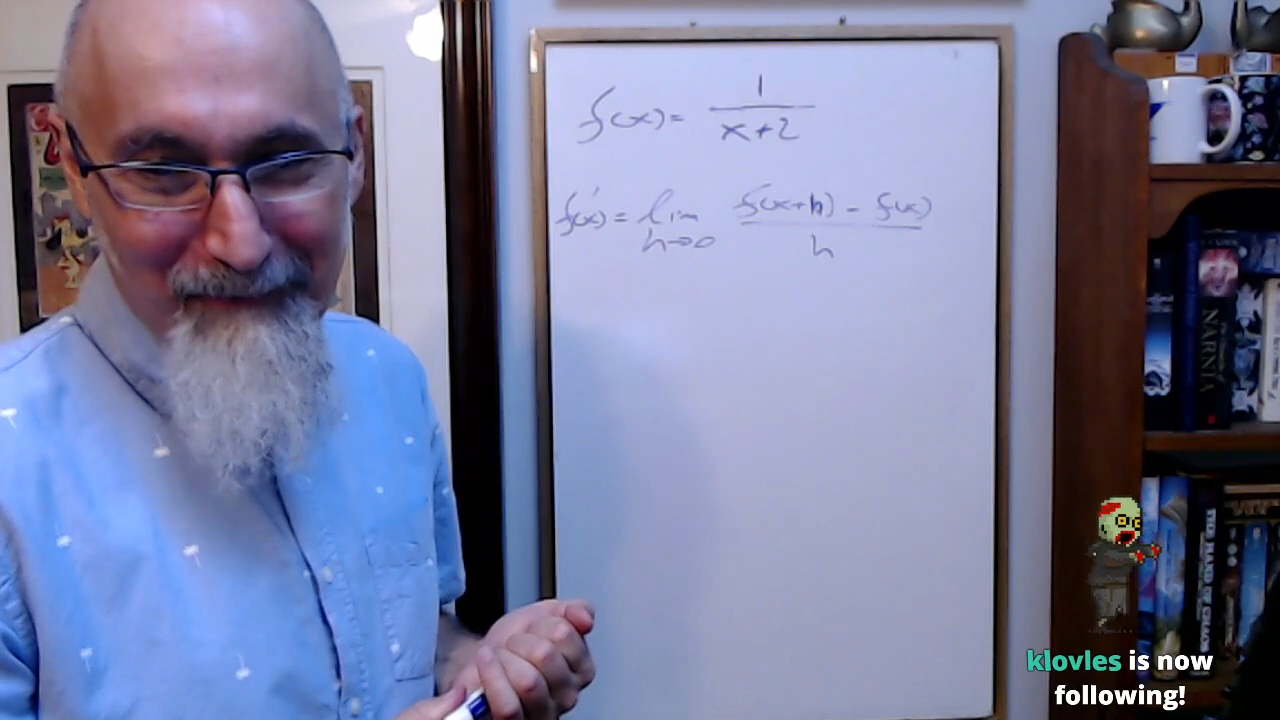 f(x) = 1/(x+2)
f'(x) = lim h→0 (f(x+h) - f(x))/h
NARNIA
klovles is now
following!